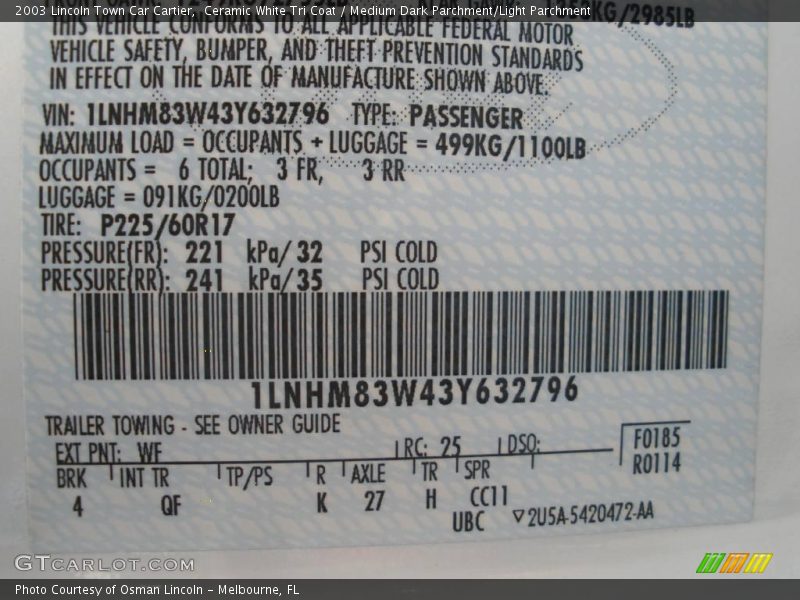 2003 Lincoln Town Car Cartier, , Ceramic White Tri Coat / Medium Dark Parchment/Light Parchment
KG/2985LB
THIS VEHICLE CONFORMS TO ALL APPLICABLE FEDERAL MOTOR
VEHICLE SAFETY, BUMPER, AND THEFT PREVENTION STANDARDS
IN EFFECT ON THE DATE OF MANUFACTURE SHOWN ABOVE.
VIN: 1LNHM83W43Y632796 TYPE: PASSENGER
MAXIMUM LOAD = OCCUPANTS + LUGGAGE = 499KG/1100LB
OCCUPANTS = 6 TOTAL; 3 FR, 3 RR
LUGGAGE = 091KG/0200LB
TIRE: P225/60R17
PRESSURE(FR): 221 kPa/ 32 PSI COLD
PRESSURE(RR): 241 kPa/ 35 PSI COLD
1LNHM83W43Y632796
TRAILER TOWING - SEE OWNER GUIDE
EXT PNT: WF RC: 25 DSO: F0185
BRK INT TR TP/PS R AXLE TR SPR R0114
4 QF K 27 H CC11
UBC ▽2U5A-5420472-AA
GTCARLOT.COM
Photo Courtesy of Osman Lincoln - Melbourne, FL